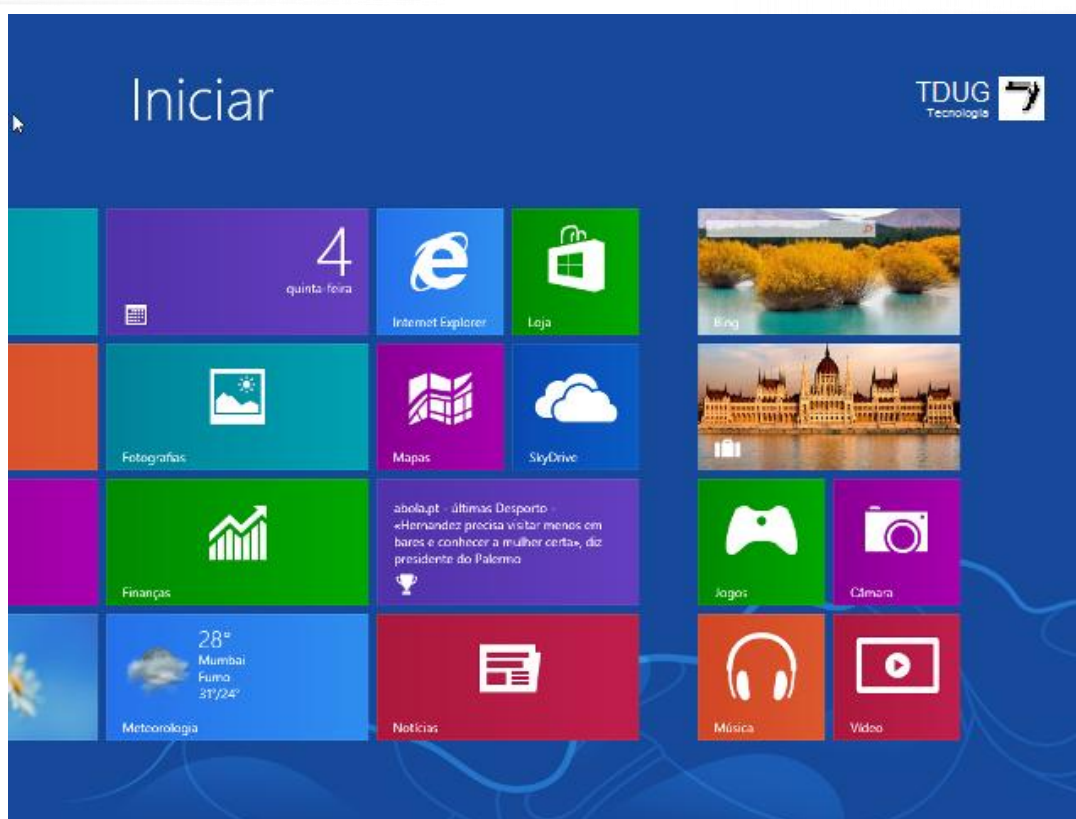 Iniciar
TDUG
Tecnologia
4
quinta-feira
Internet Explorer
Loja
Bing
Fotografias
Mapas
SkyDrive
Finanças
abola.pt - últimas Desporto -
«Hernandez precisa visitar menos em
bares e conhecer a mulher certa», diz
presidente do Palermo
Jogos
Câmara
28°
Mumbai
Fumo
31°/24°
Meteorologia
Notícias
Música
Vídeo